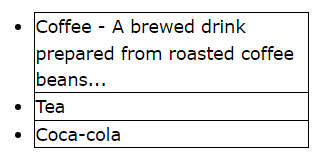 Coffee - A brewed drink
prepared from roasted coffee
beans...
Tea
Coca-cola